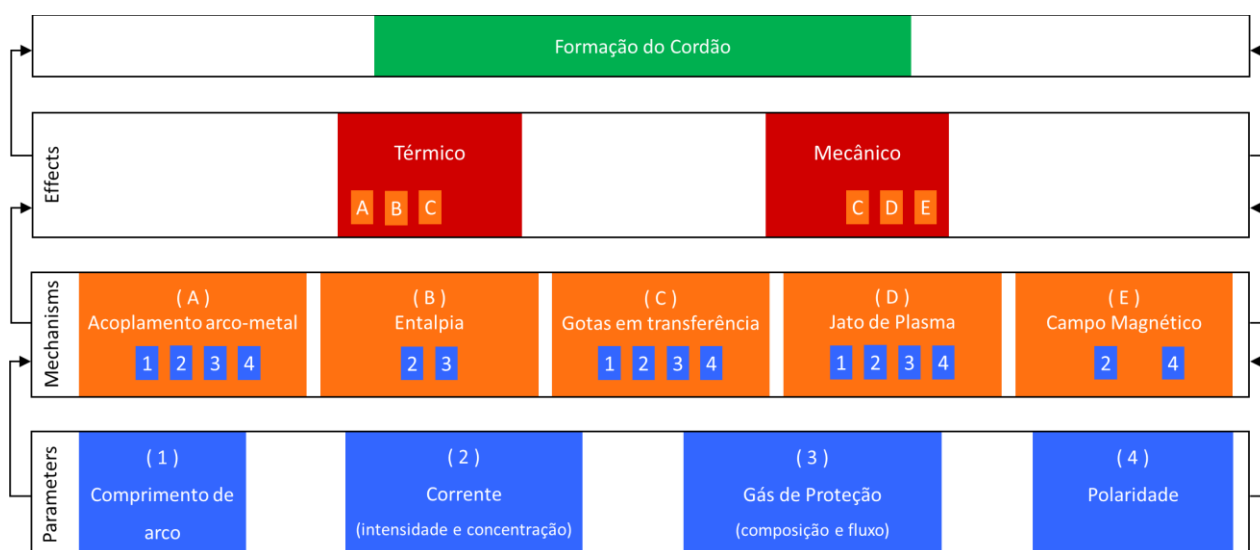 Formação do Cordão
Effects
Térmico
A B C
Mecânico
C D E
Mechanisms
( A )
Acoplamento arco-metal
1 2 3 4
( B )
Entalpia
2 3
( C )
Gotas em transferência
1 2 3 4
( D )
Jato de Plasma
1 2 3 4
( E )
Campo Magnético
2 4
Parameters
( 1 )
Comprimento de
arco
( 2 )
Corrente
(intensidade e concentração)
( 3 )
Gás de Proteção
(composição e fluxo)
( 4 )
Polaridade